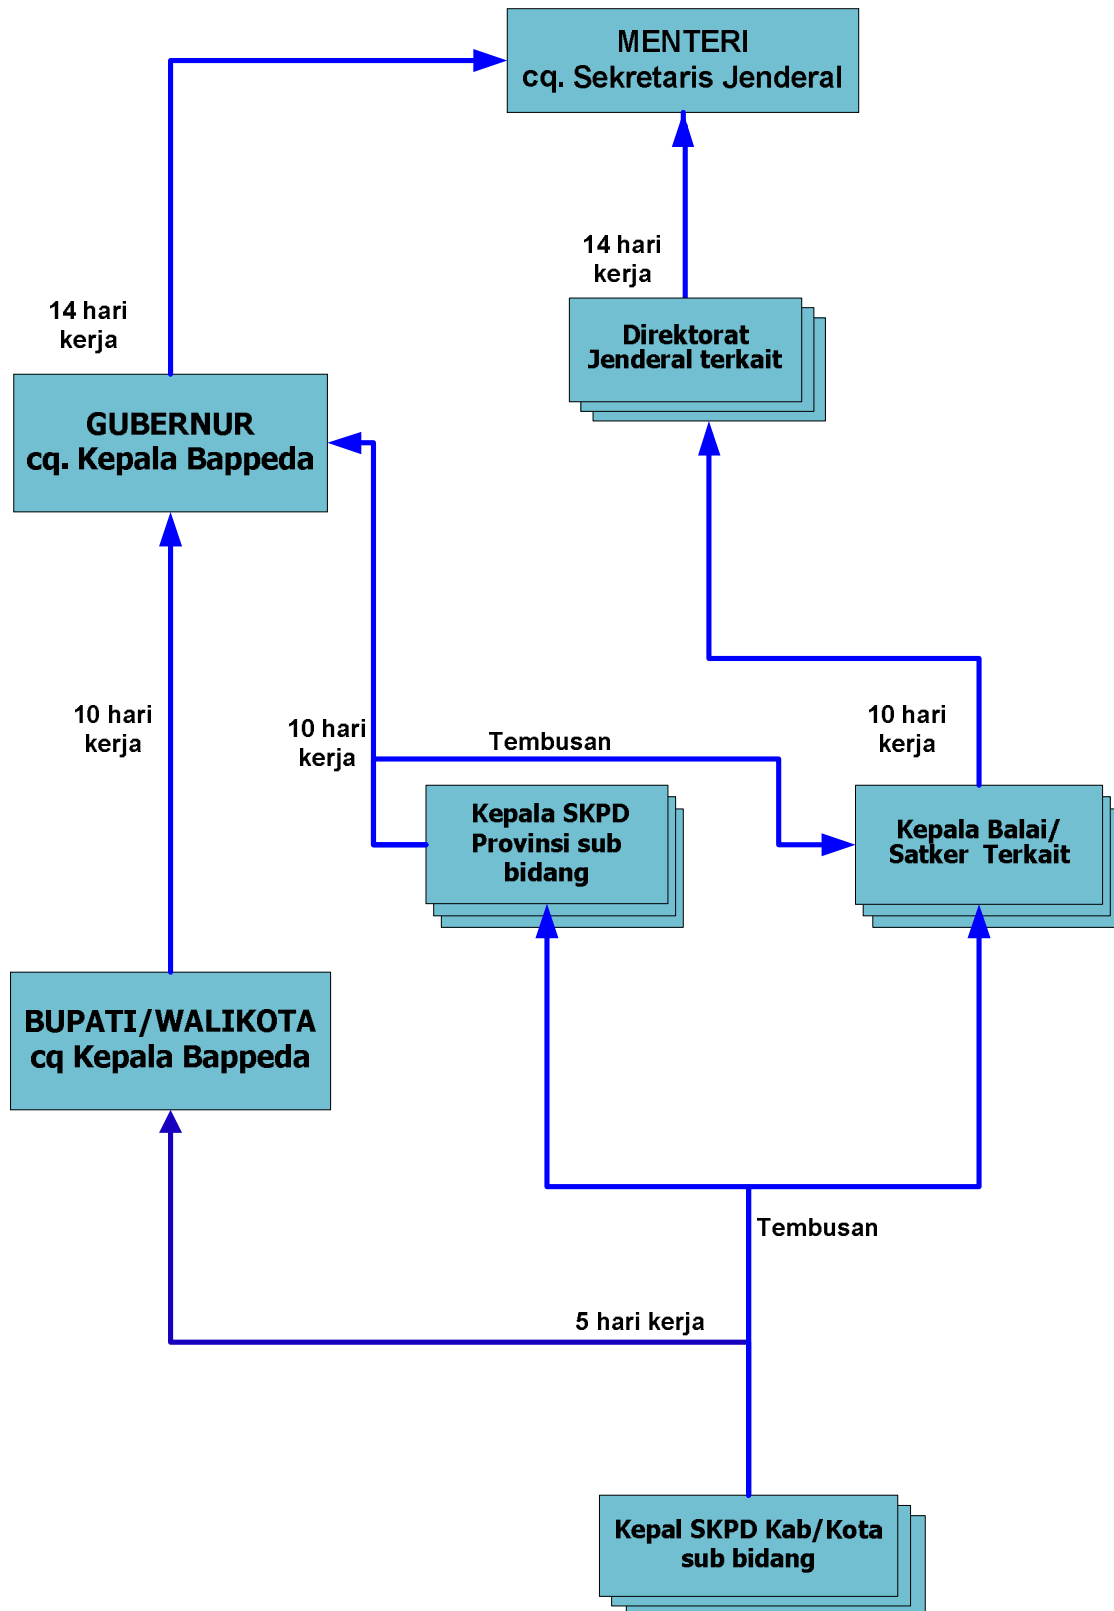 MENTERI
cq. Sekretaris Jenderal
14 hari
kerja
Direktorat
Jenderal terkait
14 hari
kerja
GUBERNUR
cq. Kepala Bappeda
10 hari
kerja
10 hari
kerja
Tembusan
10 hari
kerja
Kepala SKPD
Provinsi sub
bidang
Kepala Balai/
Satker Terkait
BUPATI/WALIKOTA
cq Kepala Bappeda
Tembusan
5 hari kerja
Kepal SKPD Kab/Kota
sub bidang